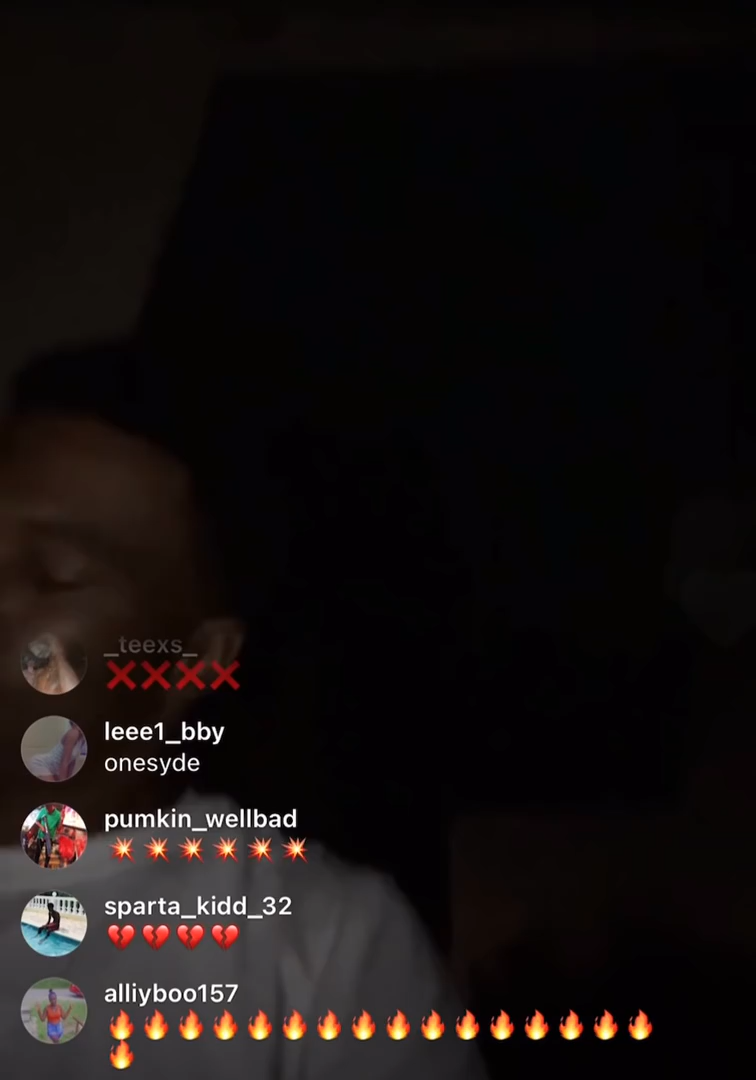 _teexs_
❌❌❌❌
leee1_bby
onesyde
pumkin_wellbad
💥💥💥💥💥💥
sparta_kidd_32
💔💔💔💔
alliyboo157
🔥🔥🔥🔥🔥🔥🔥🔥🔥🔥🔥🔥🔥🔥🔥🔥
🔥